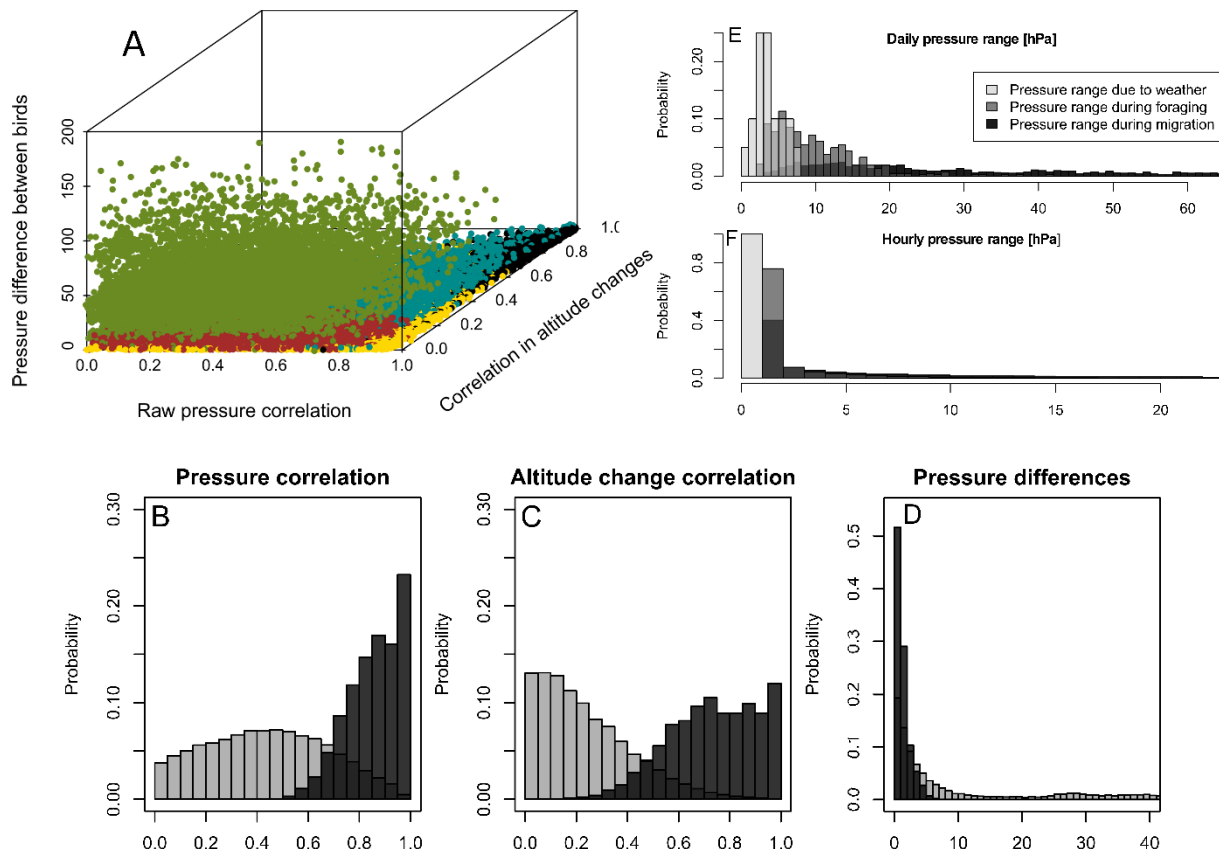 A
Pressure difference between birds
200
150
100
50
0
0.0 0.2 0.4 0.6 0.8 1.0
Raw pressure correlation
0.0
0.2
0.4
0.6
0.8
Correlation in altitude changes
E
Daily pressure range [hPa]
Probability
0.20
0.10
0.00
Pressure range due to weather
Pressure range during foraging
Pressure range during migration
0 10 20 30 40 50 60
F
Hourly pressure range [hPa]
Probability
0.8
0.4
0.0
0 5 10 15 20
Pressure correlation
B
Probability
0.30
0.20
0.10
0.00
0.0 0.2 0.4 0.6 0.8 1.0
Altitude change correlation
C
Probability
0.30
0.20
0.10
0.00
0.0 0.2 0.4 0.6 0.8 1.0
Pressure differences
D
Probability
0.5
0.4
0.3
0.2
0.1
0.0
0 10 20 30 40